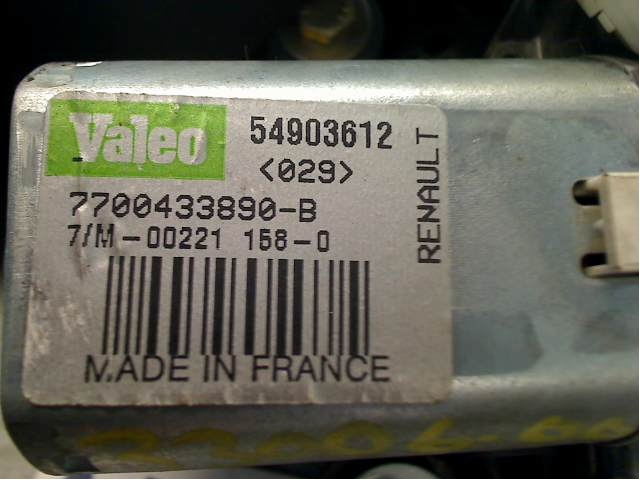 Valeo
54903612
<029>
7700433890-B
7/M-00221 158-0
RENAULT
MADE IN FRANCE